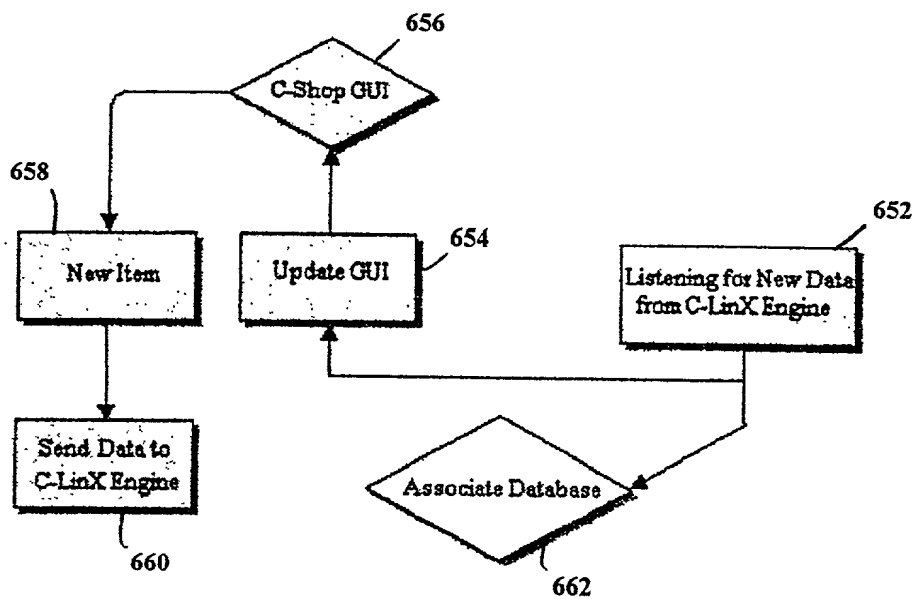 656
C-Shop GUI
658
652
New Item
Update GUI
654
Listening for New Data
from C-LinX Engine
Send Data to
C-LinX Engine
Associate Database
660
662